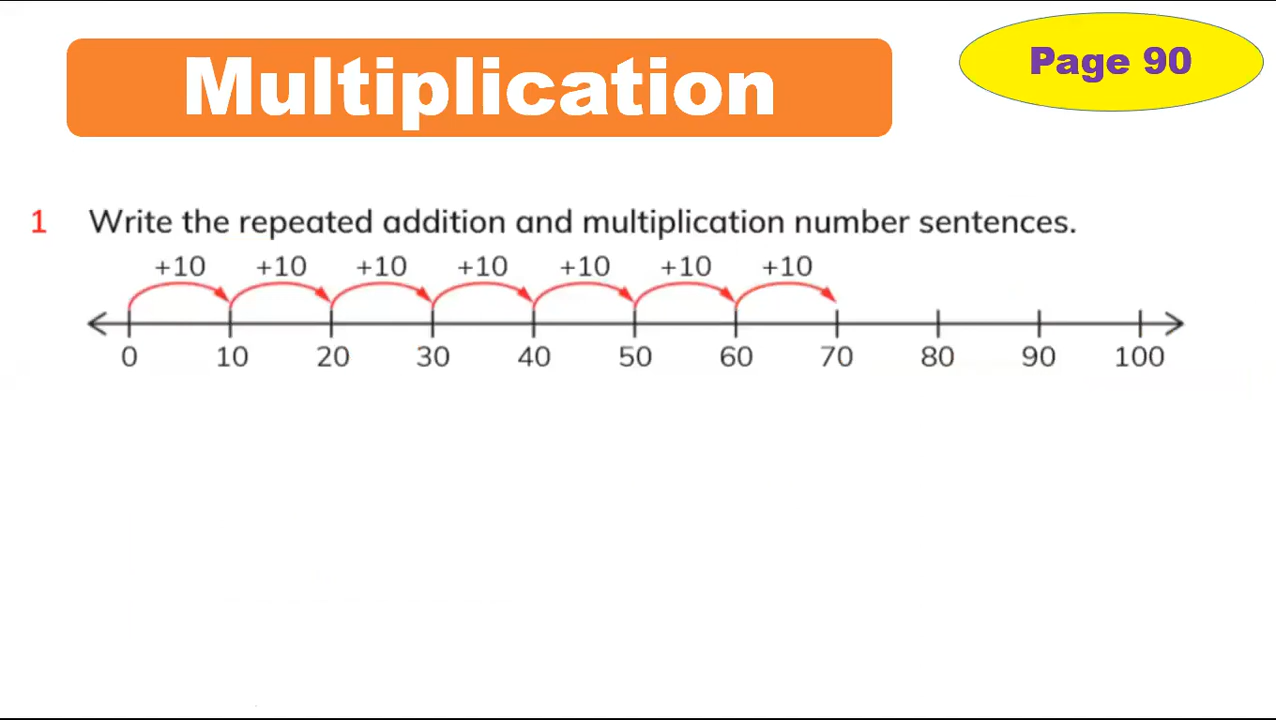 Multiplication
Page 90
1 Write the repeated addition and multiplication number sentences.
+10 +10 +10 +10 +10 +10 +10
0 10 20 30 40 50 60 70 80 90 100